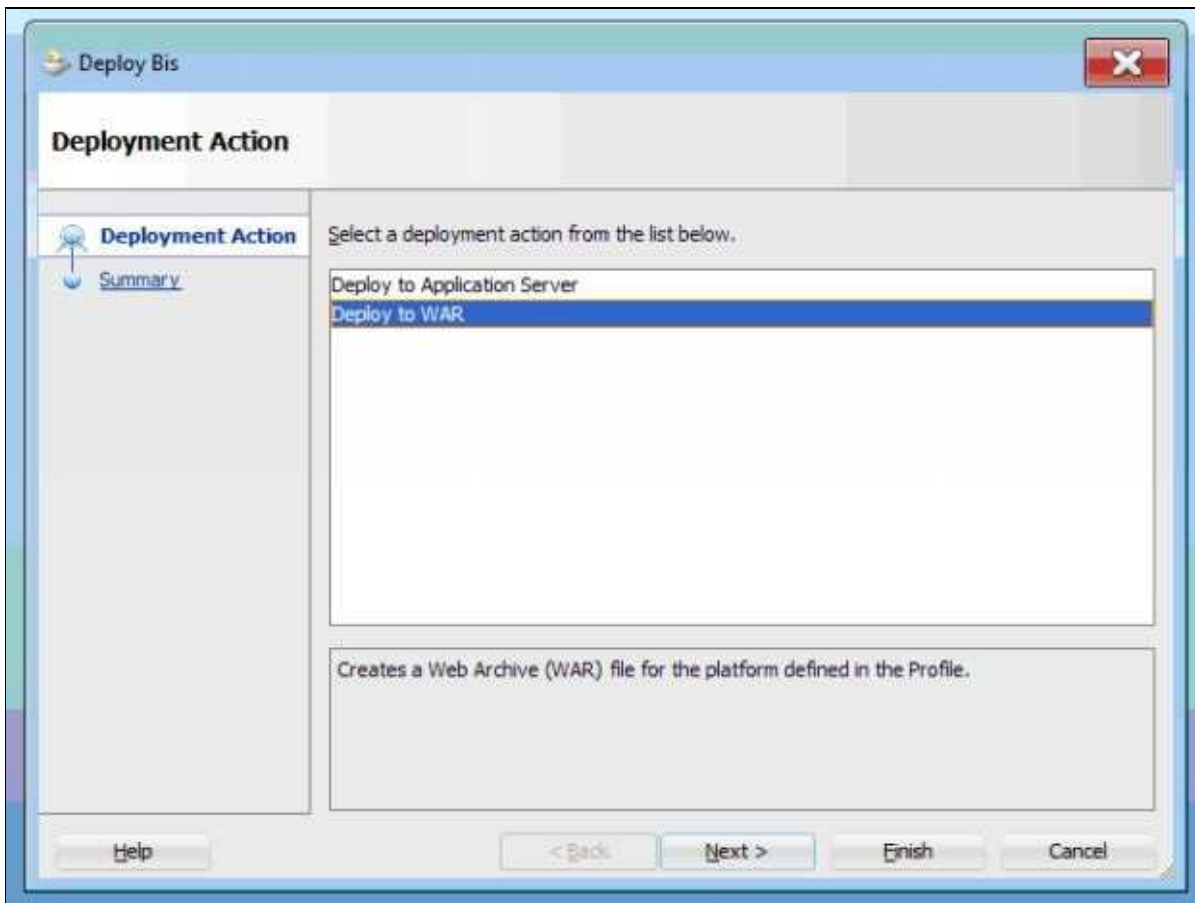 Deploy Bis
Deployment Action
Deployment Action
Summary
Select a deployment action from the list below.
Deploy to Application Server
Deploy to WAR
Creates a Web Archive (WAR) file for the platform defined in the Profile.
Help
< Back
Next >
Finish
Cancel